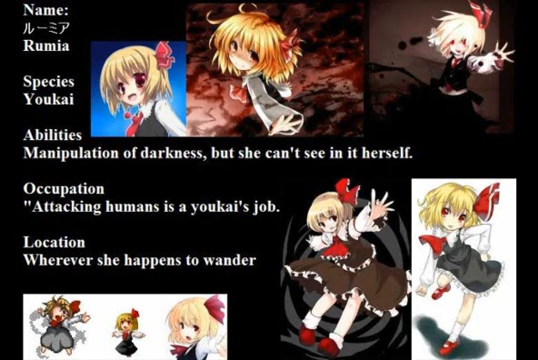 Name:
ルーミア
Rumia
Species
Youkai
Abilities
Manipulation of darkness, but she can't see in it herself.
Occupation
"Attacking humans is a youkai's job.
Location
Wherever she happens to wander